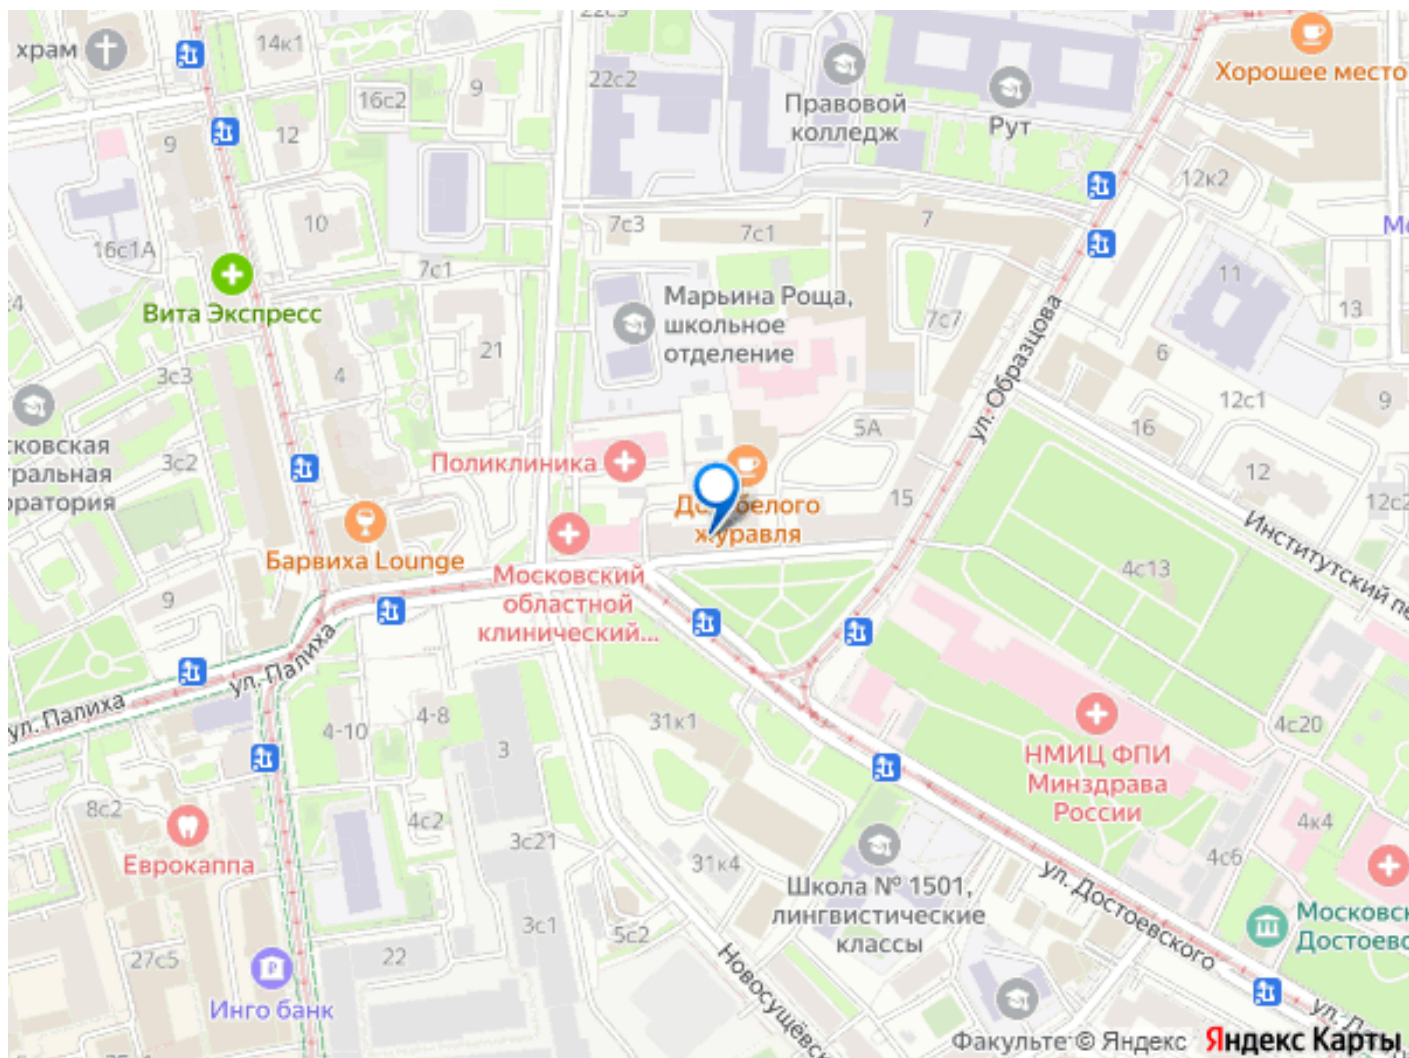 22с3
храм
14к1
Хорошее место
22с2
9
16с2
Правовой
колледж
Рут
12
9
12к2
10
7с3
7с1
7
16с1А
7с1
11
Вита Экспресс
Марьина Роща,
школьное
отделение
13
7с7
21
6
ул. Образцова
3с3
4
12с1
9
5А
16
3с2
Поликлиника
12
15
журавля
Институтский
Барвиха Lounge
4с13
Московский
областной
клинический...
9
ул. Палиха
ул. Палиха
4-8
4-10
31к1
3
4с20
НМИЦ ФПИ
Минздрава
России
8с2
4с2
3с21
4к4
Еврокаппа
31к4
4с6
ул. Достоевского
Школа № 1501,
лингвистические
классы
3с1
5с2
22
27с5
Инго банк
© Яндекс
Яндекс Карты